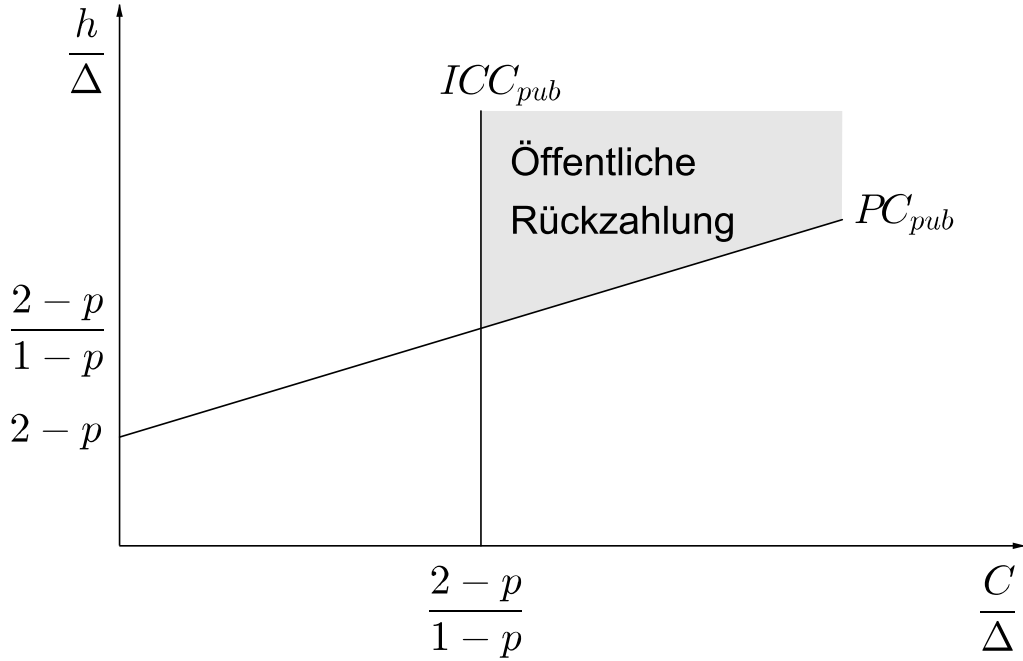 h
Δ
ICC_pub
Öffentliche
Rückzahlung
PC_pub
2 − p
1 − p
2 − p
2 − p
1 − p
C
Δ